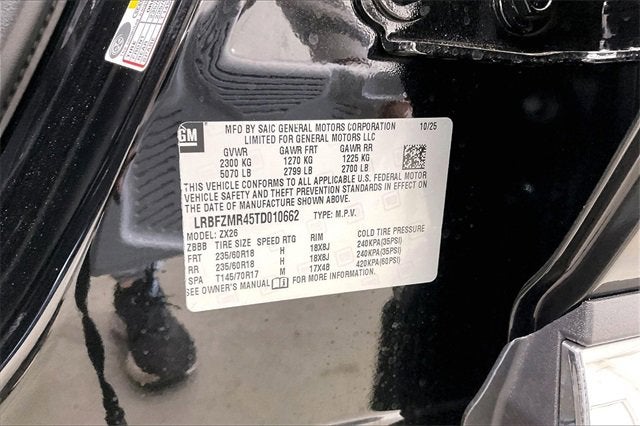 GM
MFD BY SAIC GENERAL MOTORS CORPORATION 10/25
LIMITED FOR GENERAL MOTORS LLC
GVWR GAWR FRT GAWR RR
2300 KG 1270 KG 1225 KG
5070 LB 2799 LB 2700 LB
THIS VEHICLE CONFORMS TO ALL APPLICABLE U.S. FEDERAL MOTOR
VEHICLE SAFETY AND THEFT PREVENTION STANDARDS IN EFFECT ON
THE DATE OF MANUFACTURE SHOWN ABOVE.
LRBFZMR45TD010662 TYPE: M.P.V.
MODEL: ZX26
ZBBB TIRE SIZE SPEED RTG RIM COLD TIRE PRESSURE
FRT 235/60R18 H 18X8J 240KPA(35PSI)
RR 235/60R18 H 18X8J 240KPA(35PSI)
SPA T145/70R17 M 17X4B 420KPA(60PSI)
SEE OWNER'S MANUAL FOR MORE INFORMATION.